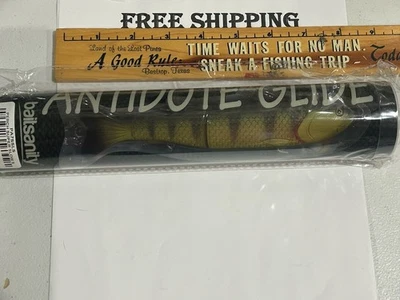 FREE SHIPPING
Land of the Lost Pines
A Good Rule
Bastrop, Texas
TIME WAITS FOR NO MAN.
SNEAK A FISHING TRIP
Toda
ANTIDOTE GLIDE
baitsanity